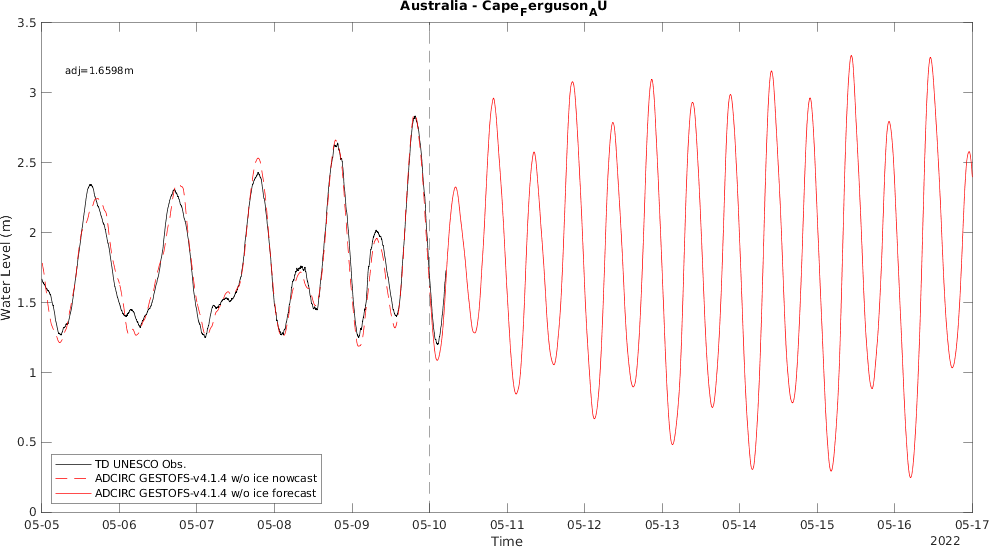 Australia - Cape_Ferguson_AU
adj=1.6598m
3.5
3
2.5
2
1.5
1
0.5
0
Water Level (m)
TD UNESCO Obs.
ADCIRC GESTOFS-v4.1.4 w/o ice nowcast
ADCIRC GESTOFS-v4.1.4 w/o ice forecast
05-05 05-06 05-07 05-08 05-09 05-10 05-11 05-12 05-13 05-14 05-15 05-16 05-17
Time
2022